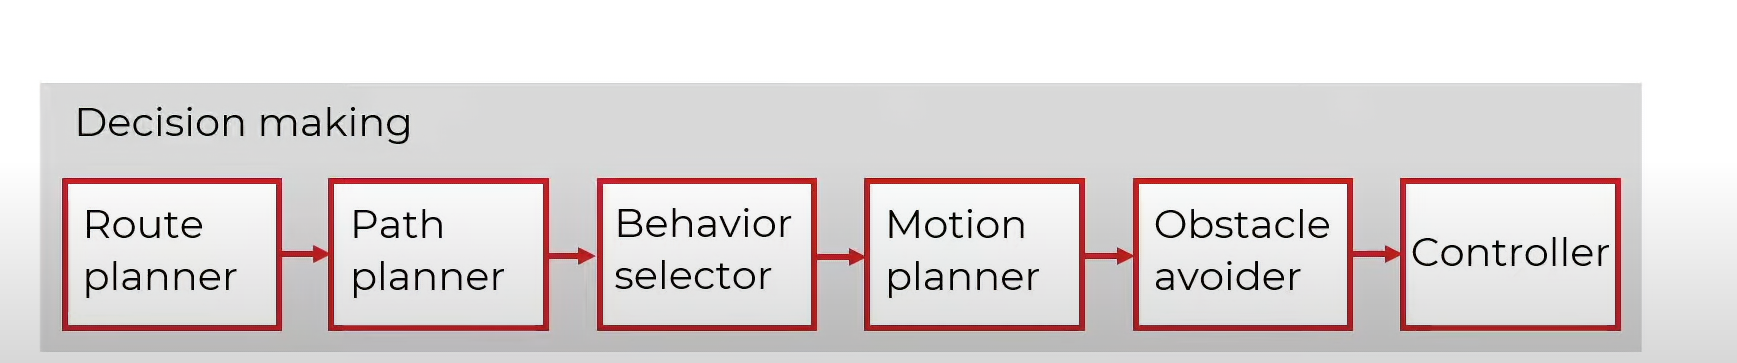 Decision making
Route
planner
Path
planner
Behavior
selector
Motion
planner
Obstacle
avoider
Controller